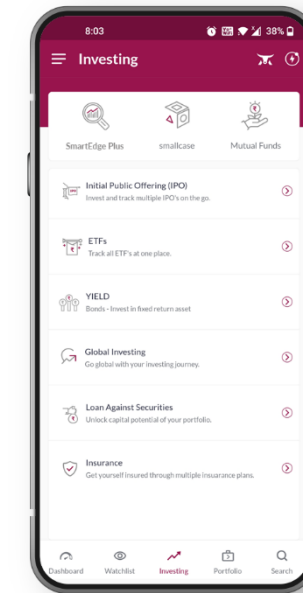 8:03
38%
Investing
SmartEdge Plus
smallcase
Mutual Funds
Initial Public Offering (IPO)
Invest and track multiple IPO's on the go.
ETFs
Track all ETF's at one place.
YIELD
Bonds - Invest in fixed return asset
Global Investing
Go global with your investing journey.
Loan Against Securities
Unlock capital potential of your portfolio.
Insurance
Get yourself insured through multiple insuarance plans.
Dashboard
Watchlist
Investing
Portfolio
Search